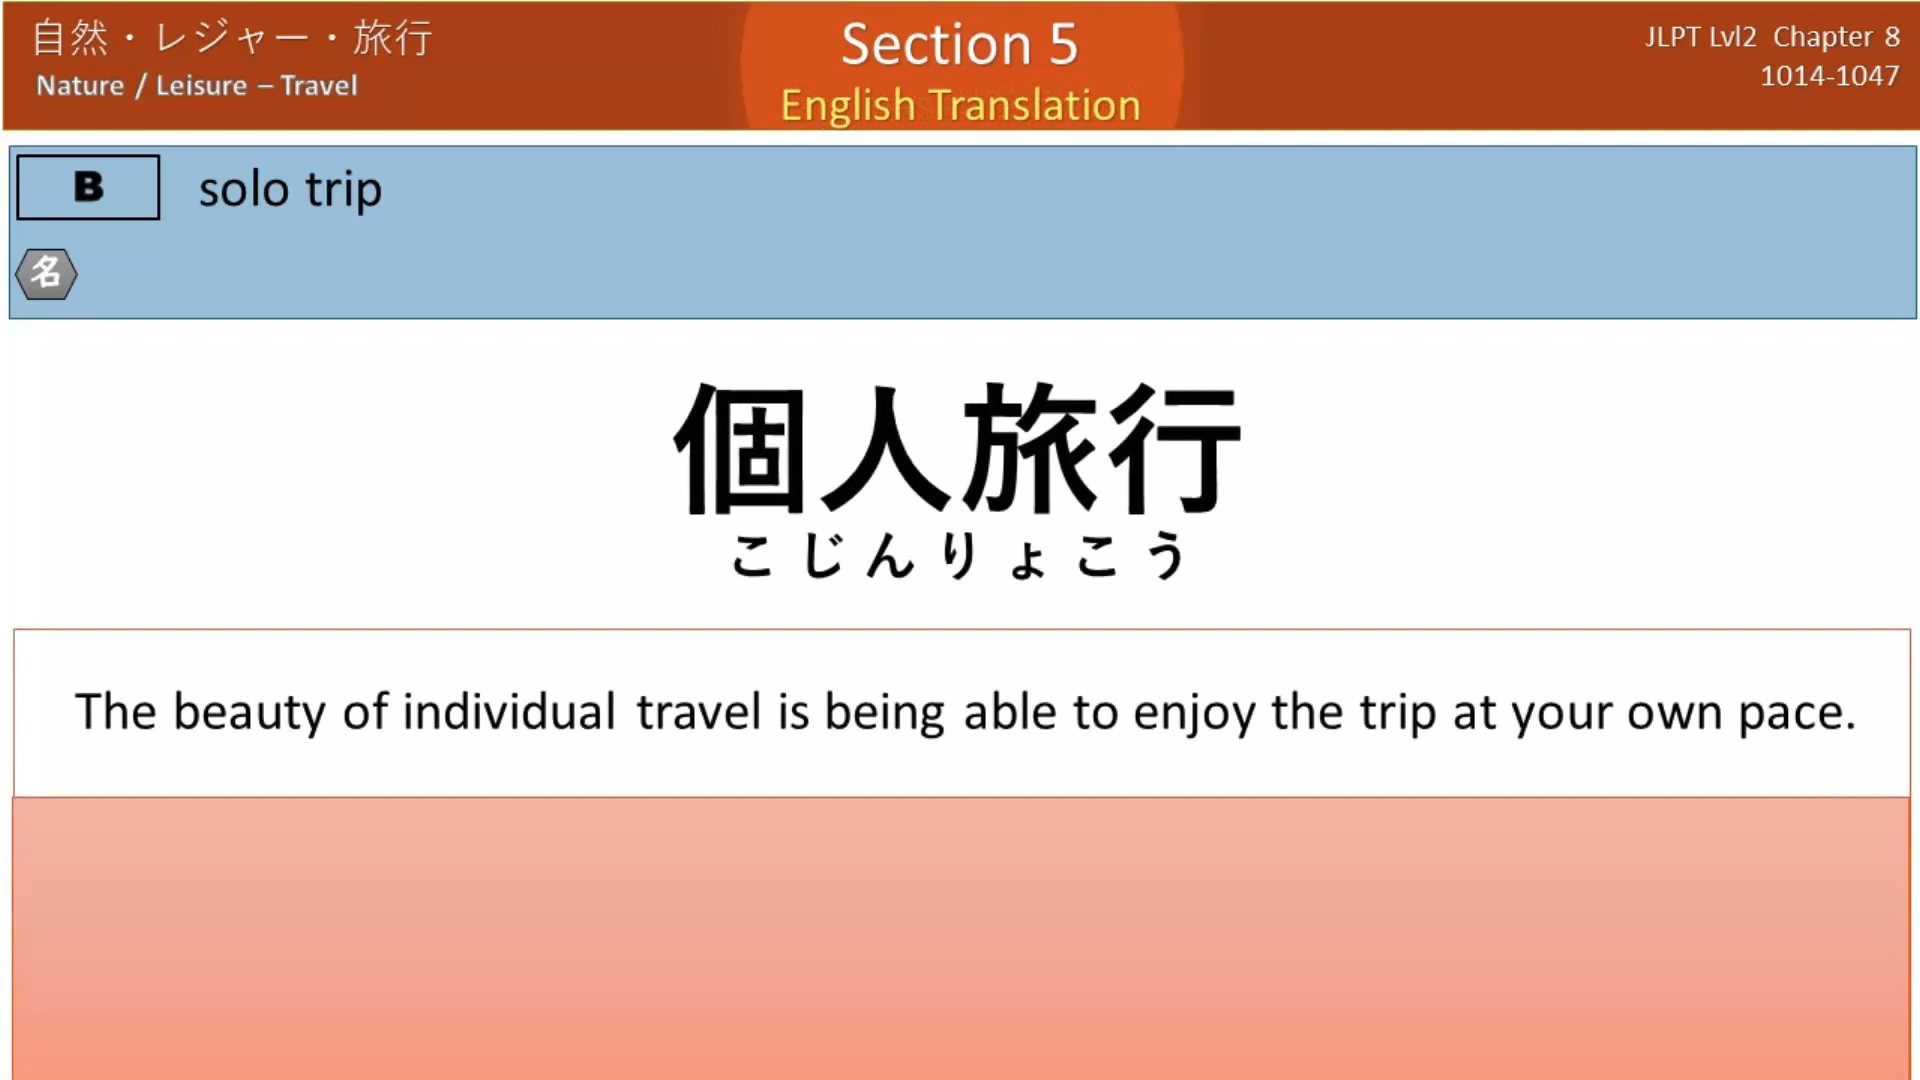 自然・レジャー・旅行
Nature / Leisure – Travel
Section 5
English Translation
JLPT Lvl2 Chapter 8
1014-1047
B solo trip
名
個人旅行
こじんりょこう
The beauty of individual travel is being able to enjoy the trip at your own pace.